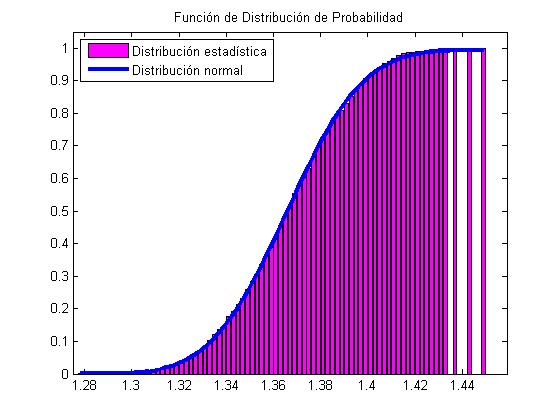 Función de Distribución de Probabilidad
Distribución estadística
Distribución normal
1
0.9
0.8
0.7
0.6
0.5
0.4
0.3
0.2
0.1
0
1.28 1.3 1.32 1.34 1.36 1.38 1.4 1.42 1.44